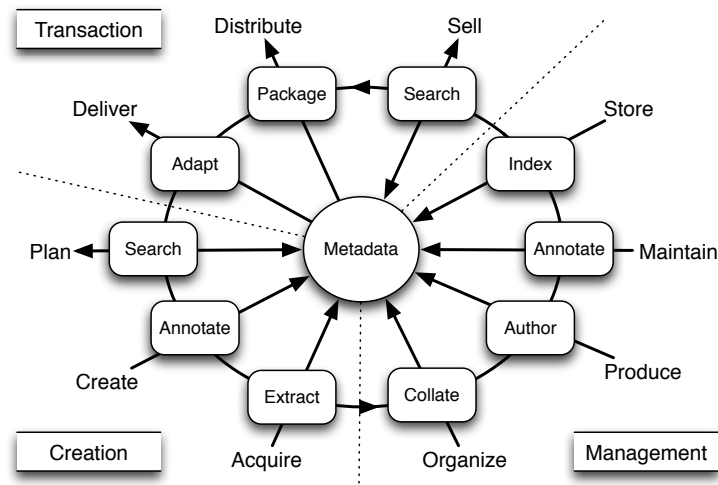 Transaction
Distribute
Sell
Package
Search
Deliver
Store
Adapt
Index
Plan
Search
Metadata
Annotate
Maintain
Annotate
Author
Create
Produce
Extract
Collate
Creation
Acquire
Organize
Management